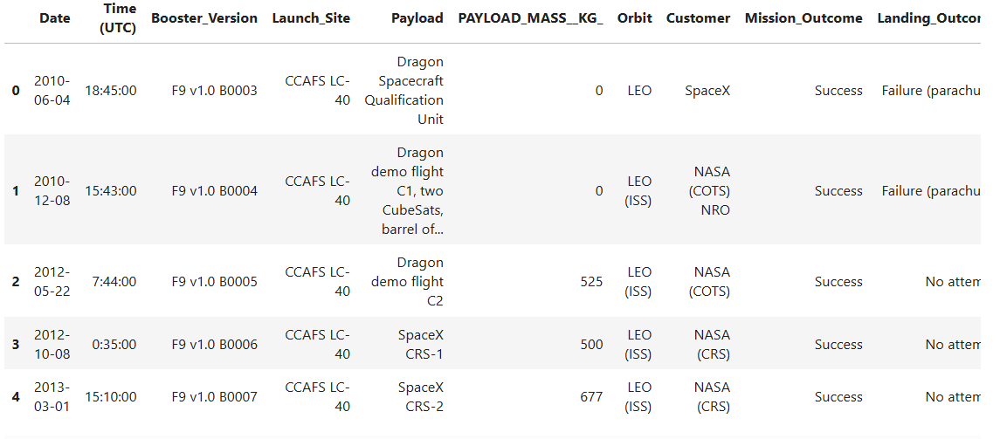 Date Time (UTC) Booster_Version Launch_Site Payload PAYLOAD_MASS__KG_ Orbit Customer Mission_Outcome Landing_Outcor
0 2010-06-04 18:45:00 F9 v1.0 B0003 CCAFS LC-40 Dragon Spacecraft Qualification Unit 0 LEO SpaceX Success Failure (parachu
1 2010-12-08 15:43:00 F9 v1.0 B0004 CCAFS LC-40 Dragon demo flight C1, two CubeSats, barrel of... 0 LEO (ISS) NASA (COTS) NRO Success Failure (parachu
2 2012-05-22 7:44:00 F9 v1.0 B0005 CCAFS LC-40 Dragon demo flight C2 525 LEO (ISS) NASA (COTS) Success No attem
3 2012-10-08 0:35:00 F9 v1.0 B0006 CCAFS LC-40 SpaceX CRS-1 500 LEO (ISS) NASA (CRS) Success No attem
4 2013-03-01 15:10:00 F9 v1.0 B0007 CCAFS LC-40 SpaceX CRS-2 677 LEO (ISS) NASA (CRS) Success No attem